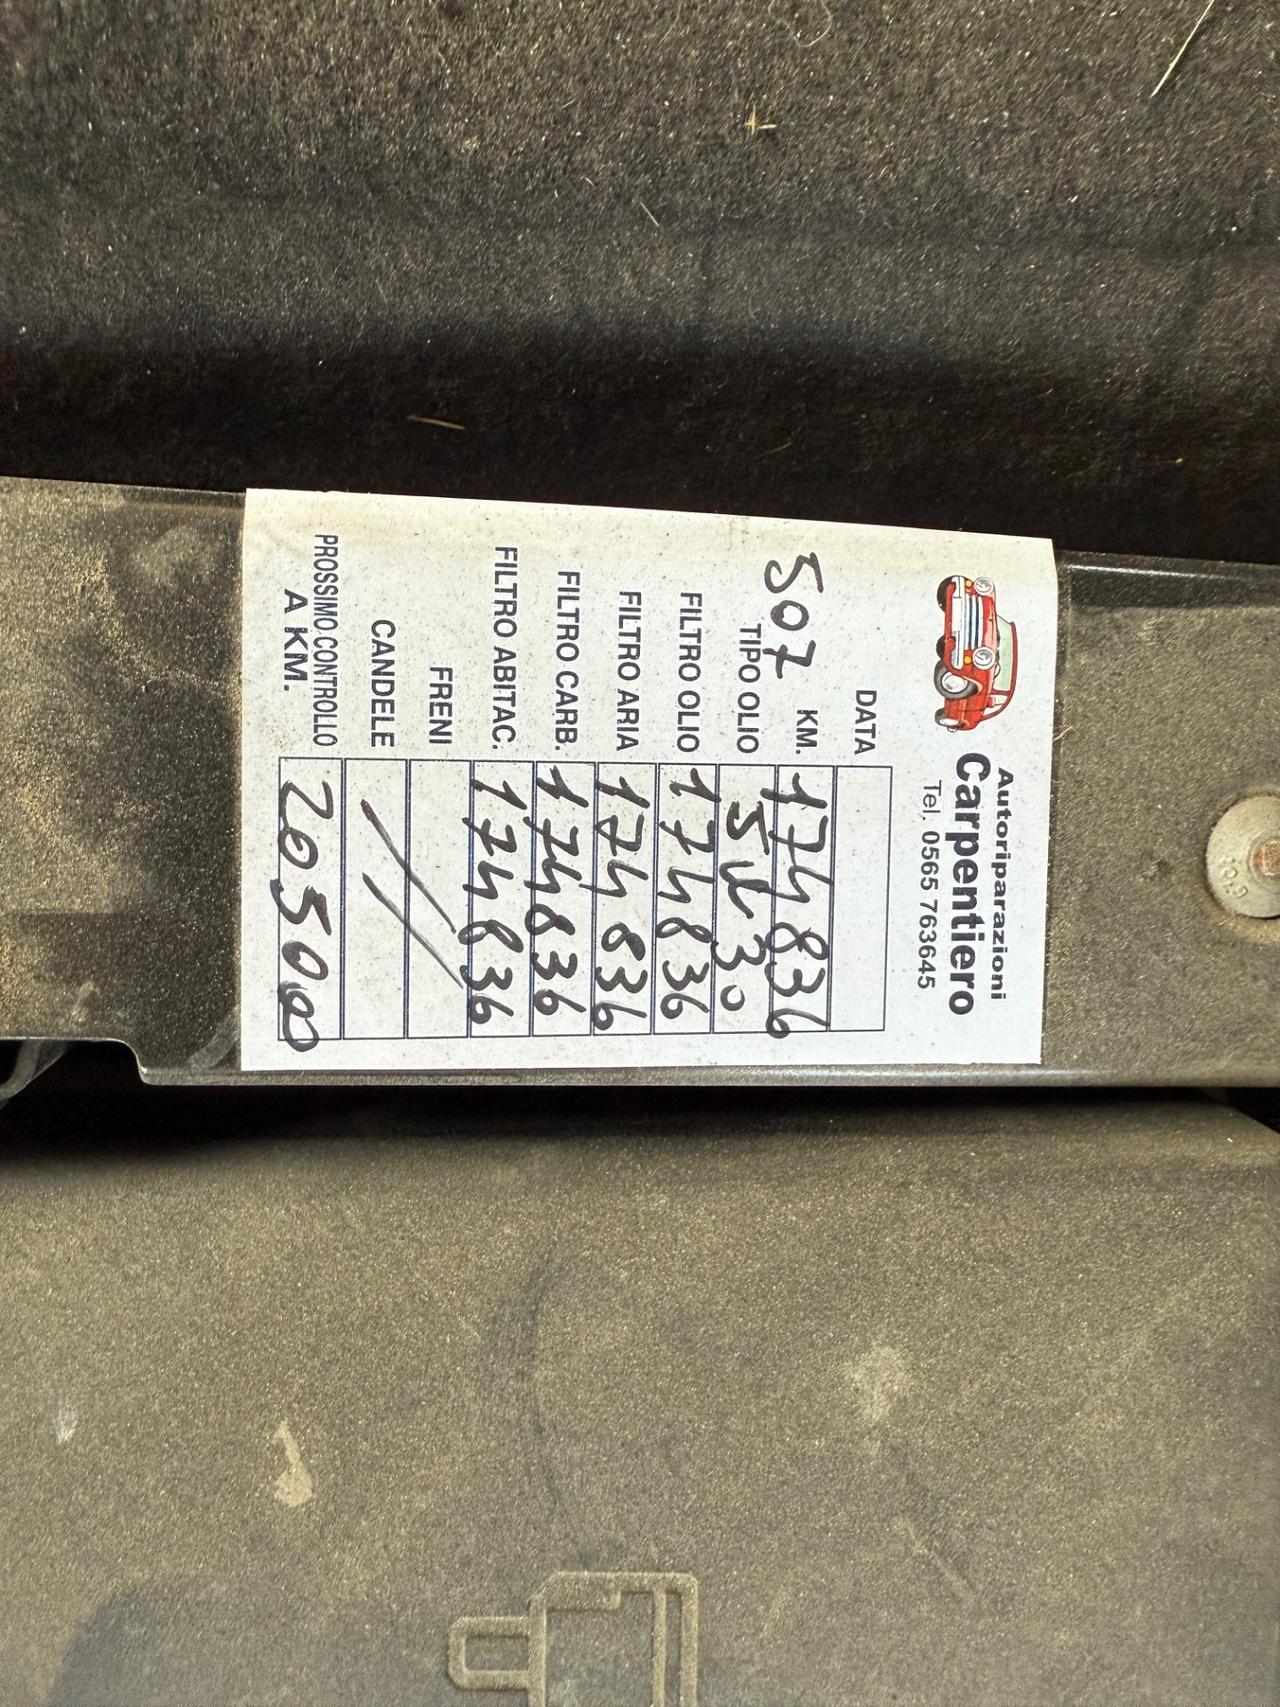 Autoriparazioni
Carpentiero
Tel. 0565 763645
DATA
507 KM. 174836
TIPO OLIO 5W30
FILTRO OLIO 174836
FILTRO ARIA 174836
FILTRO CARB. 174836
FILTRO ABITAC. 174836
FRENI
CANDELE
PROSSIMO CONTROLLO
A KM. 205000